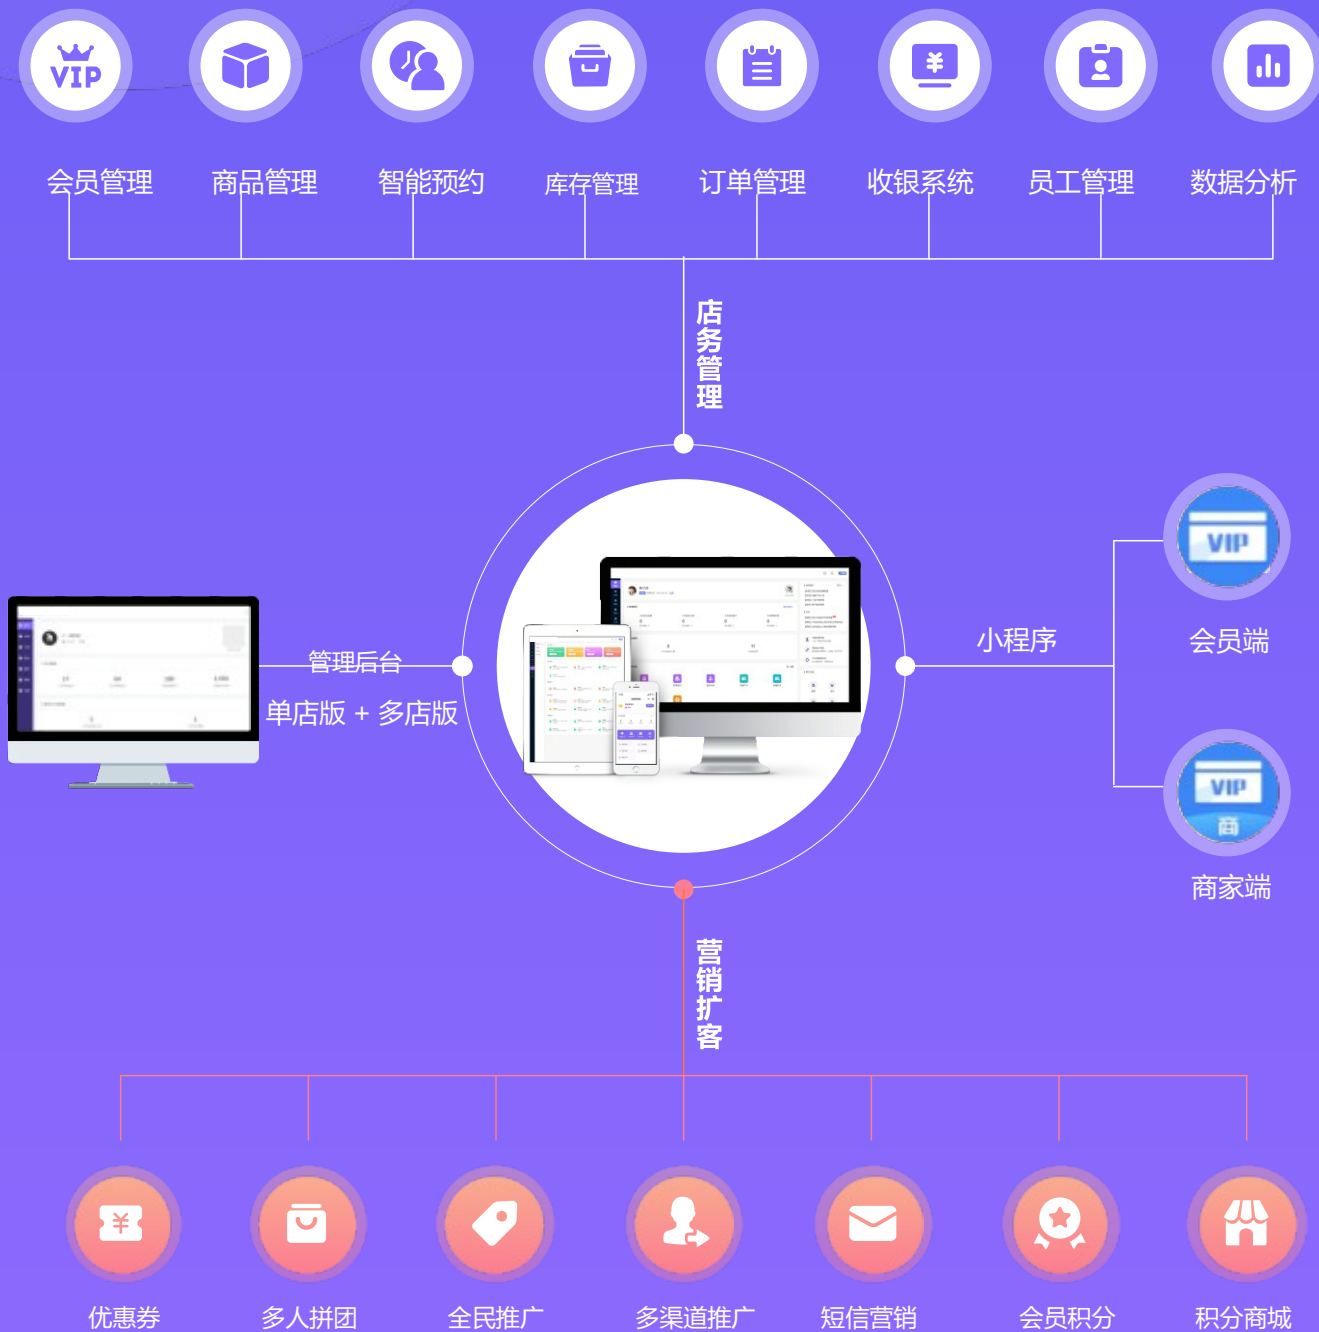 VIP
会员管理
商品管理
智能预约
库存管理
订单管理
收银系统
员工管理
数据分析
店务管理
管理后台
单店版 + 多店版
小程序
VIP
会员端
VIP
商
商家端
营销扩客
优惠券
多人拼团
全民推广
多渠道推广
短信营销
会员积分
积分商城